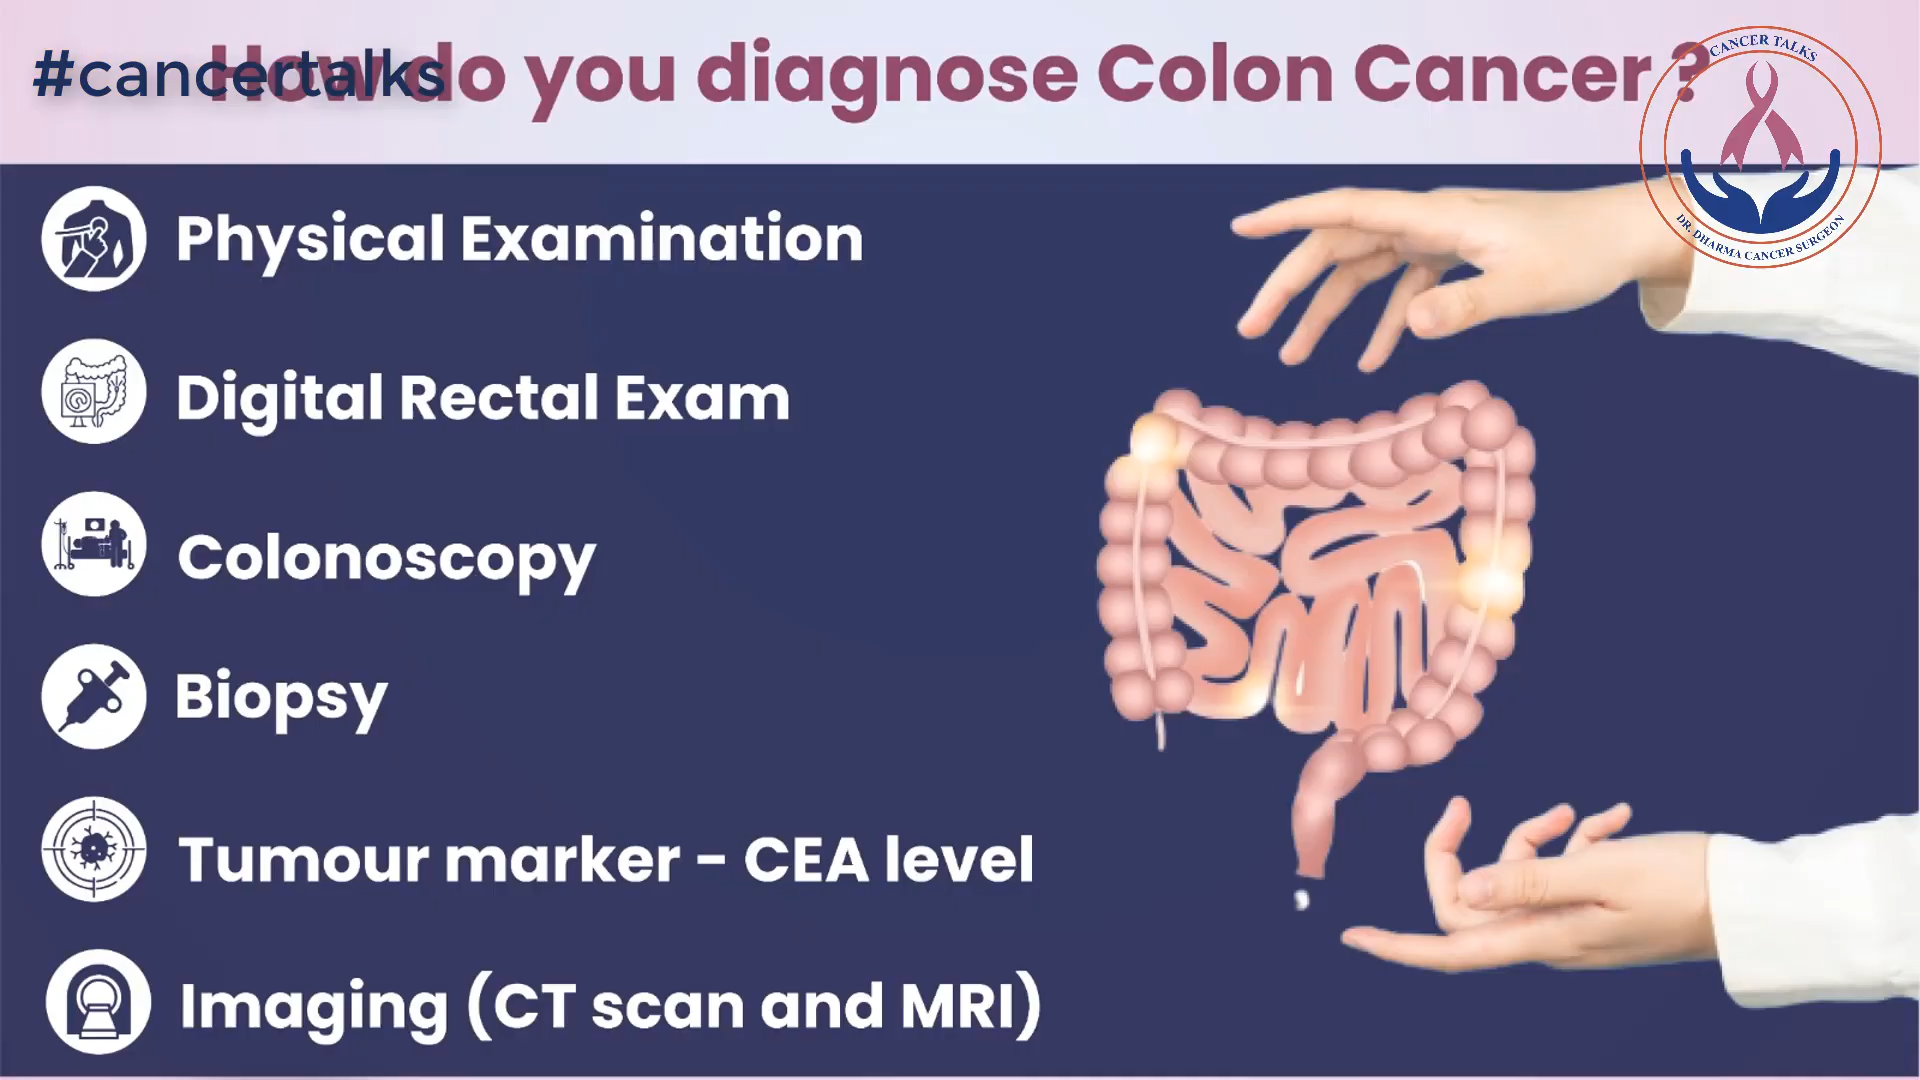 #cancertalks
How do you diagnose Colon Cancer ?
CANCER TALKS
DR. DHARMA CANCER SURGEON
Physical Examination
Digital Rectal Exam
Colonoscopy
Biopsy
Tumour marker - CEA level
Imaging (CT scan and MRI)